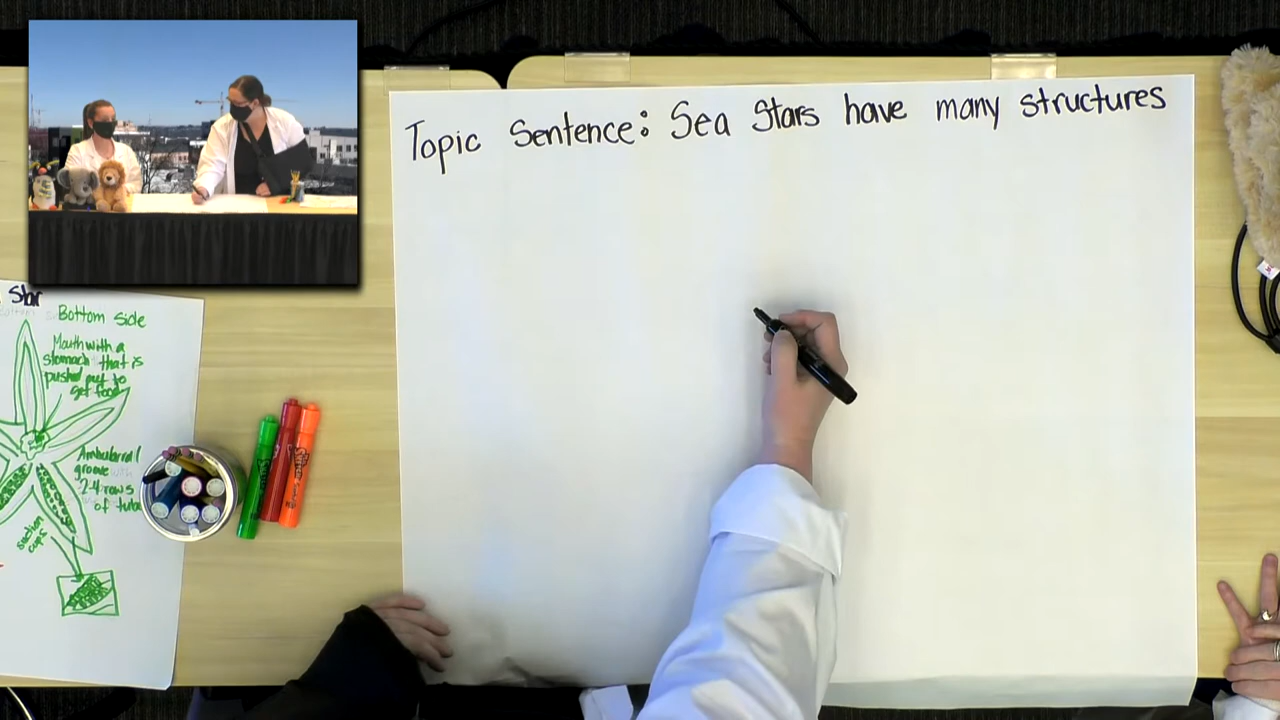 Topic Sentence: Sea Stars have many structures
Star
Bottom side
Mouth with a
stomach that is
pushed out to
get food
Ambulacral
groove with
2-4 rows
of tube
suction
cups